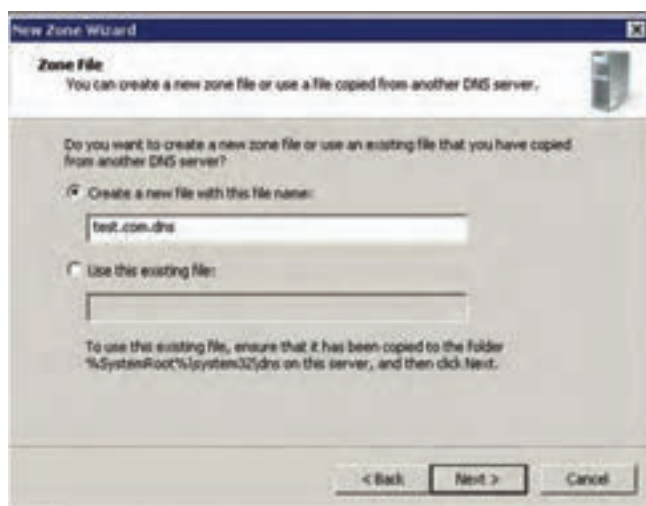 New Zone Wizard
Zone File
You can create a new zone file or use a file copied from another DNS server.
Do you want to create a new zone file or use an existing file that you have copied
from another DNS server?
Create a new file with this file name:
test.com.dns
Use this existing file:
To use this existing file, ensure that it has been copied to the folder
%SystemRoot%\system32\dns on this server, and then click Next.
< Back
Next >
Cancel